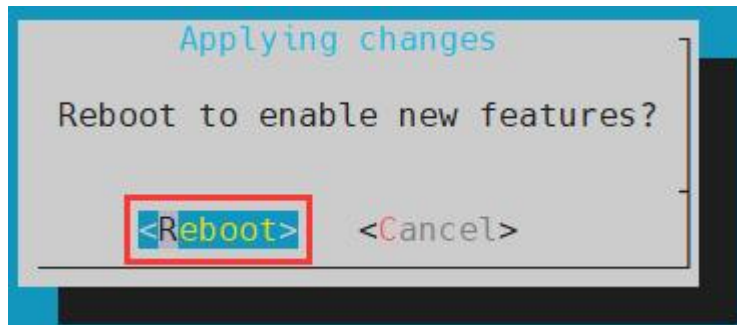 Applying changes
Reboot to enable new features?
<Reboot> <Cancel>